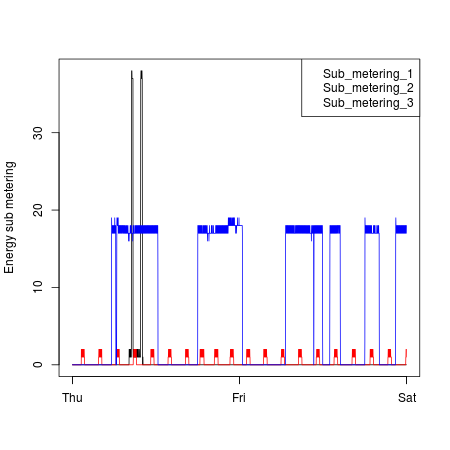 Sub_metering_1
Sub_metering_2
Sub_metering_3
Energy sub metering
30
20
10
0
Thu
Fri
Sat